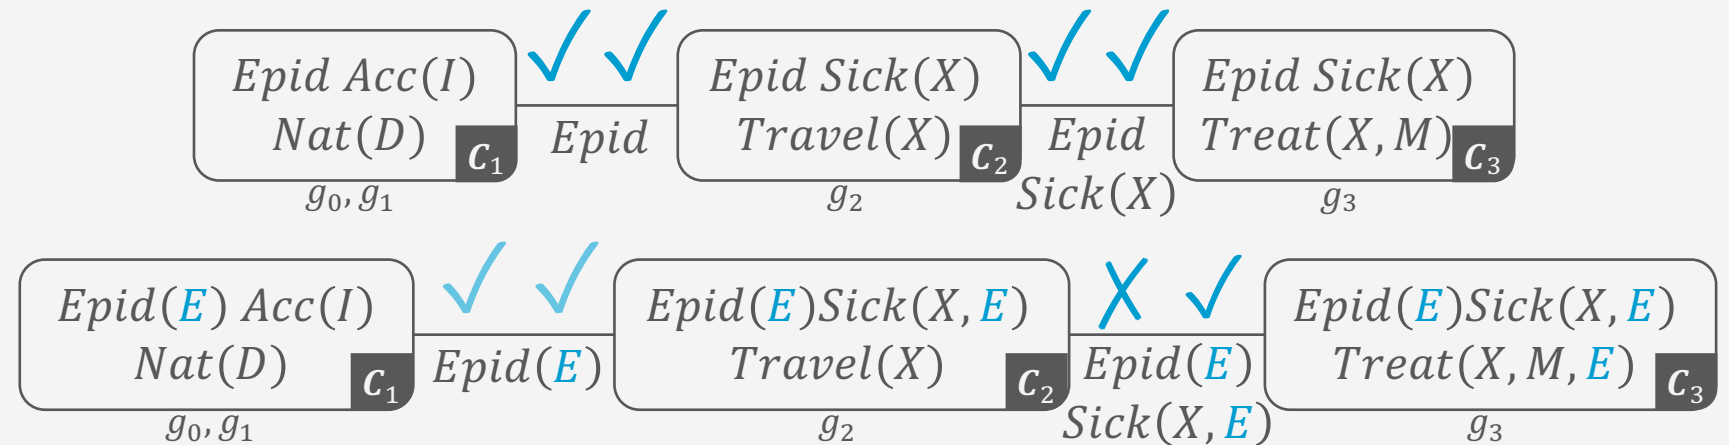 Epid Acc(I)
Nat(D)
C₁
g₀, g₁
Epid
Epid Sick(X)
Travel(X)
C₂
g₂
Epid
Sick(X)
Epid Sick(X)
Treat(X, M)
C₃
g₃
Epid(E) Acc(I)
Nat(D)
C₁
g₀, g₁
Epid(E)
Epid(E)Sick(X, E)
Travel(X)
C₂
g₂
Epid(E)
Sick(X, E)
Epid(E)Sick(X, E)
Treat(X, M, E)
C₃
g₃